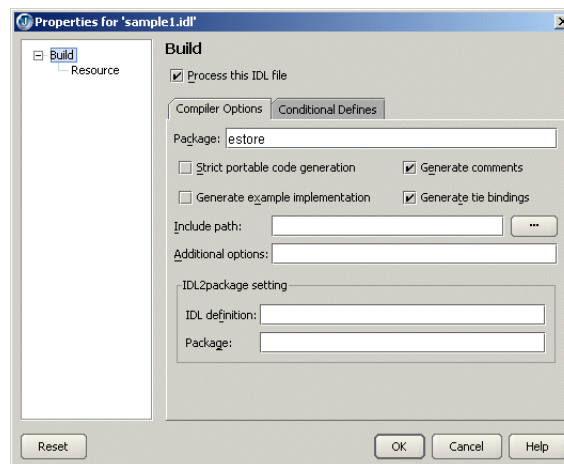 Properties for 'sample1.idl'
Build
Resource
Build
Process this IDL file
Compiler Options
Conditional Defines
Package: estore
Strict portable code generation
Generate comments
Generate example implementation
Generate tie bindings
Include path:
...
Additional options:
IDL2package setting
IDL definition:
Package:
Reset
OK
Cancel
Help